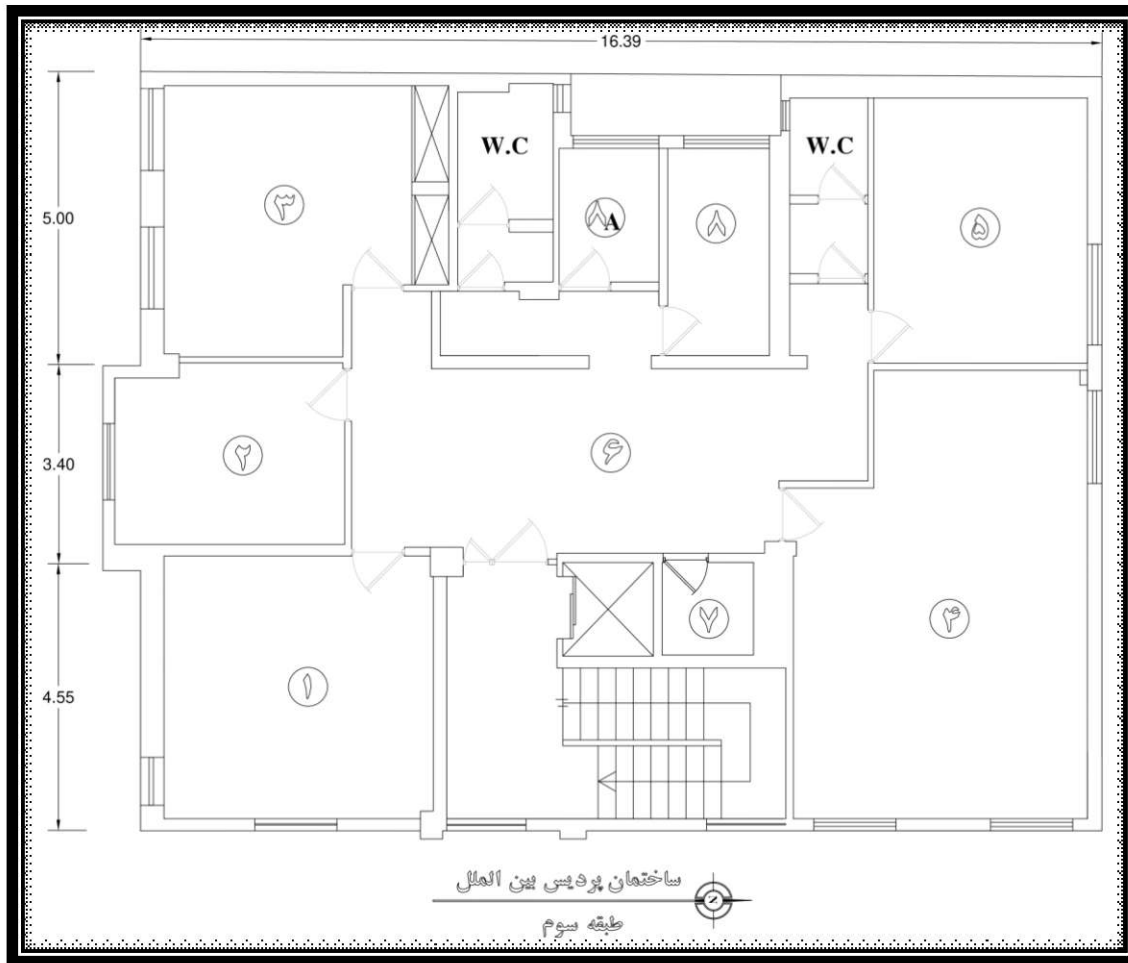 16.39
W.C
W.C
5.00
۳
۸A
۸
۵
3.40
۲
۶
4.55
۱
۷
۴
ساختمان پردیس بین الملل
N
طبقه سوم